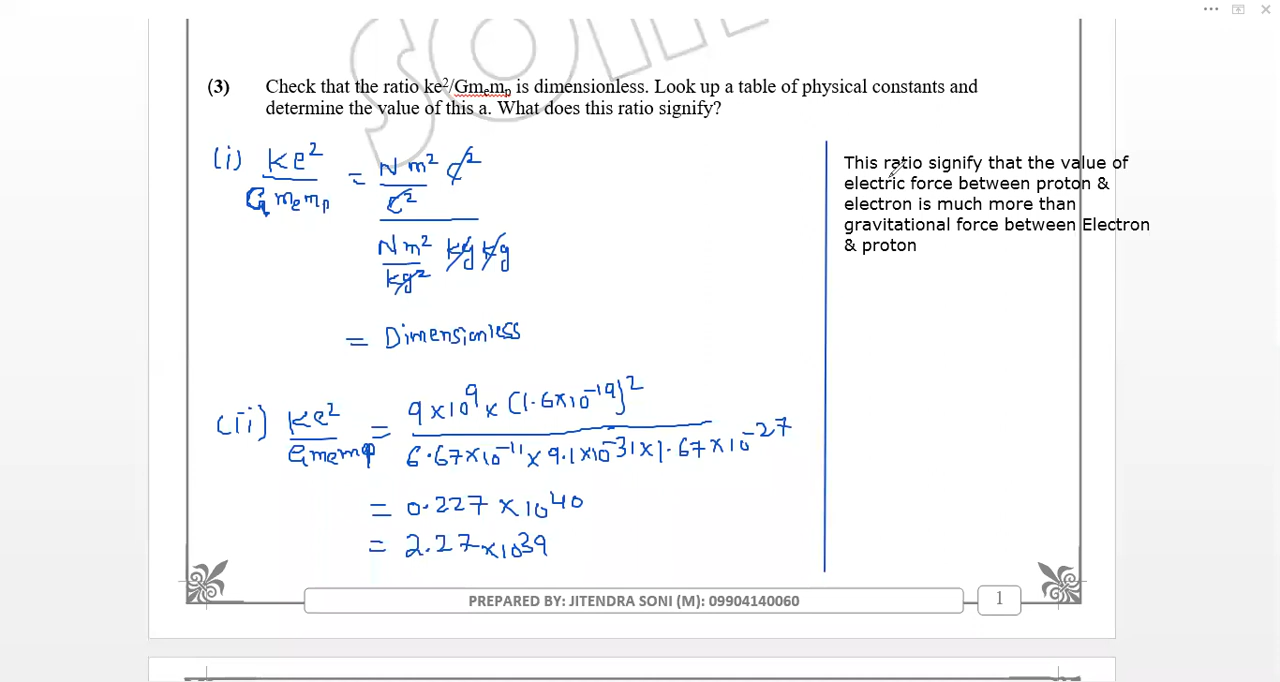 (3) Check that the ratio ke²/Gmₑmₚ is dimensionless. Look up a table of physical constants and
determine the value of this a. What does this ratio signify?
(i) ke²/Gmemp = (Nm²/C² C²)/(Nm²/kg² kg kg)
= Dimensionless
(ii) ke²/Gmemp = 9×10⁹×(1.6×10⁻¹⁹)²/6.67×10⁻¹¹×9.1×10⁻³¹×1.67×10⁻²⁷
= 0.227×10⁴⁰
= 2.27×10³⁹
This ratio signify that the value of
electric force between proton &
electron is much more than
gravitational force between Electron
& proton
PREPARED BY: JITENDRA SONI (M): 09904140060
1